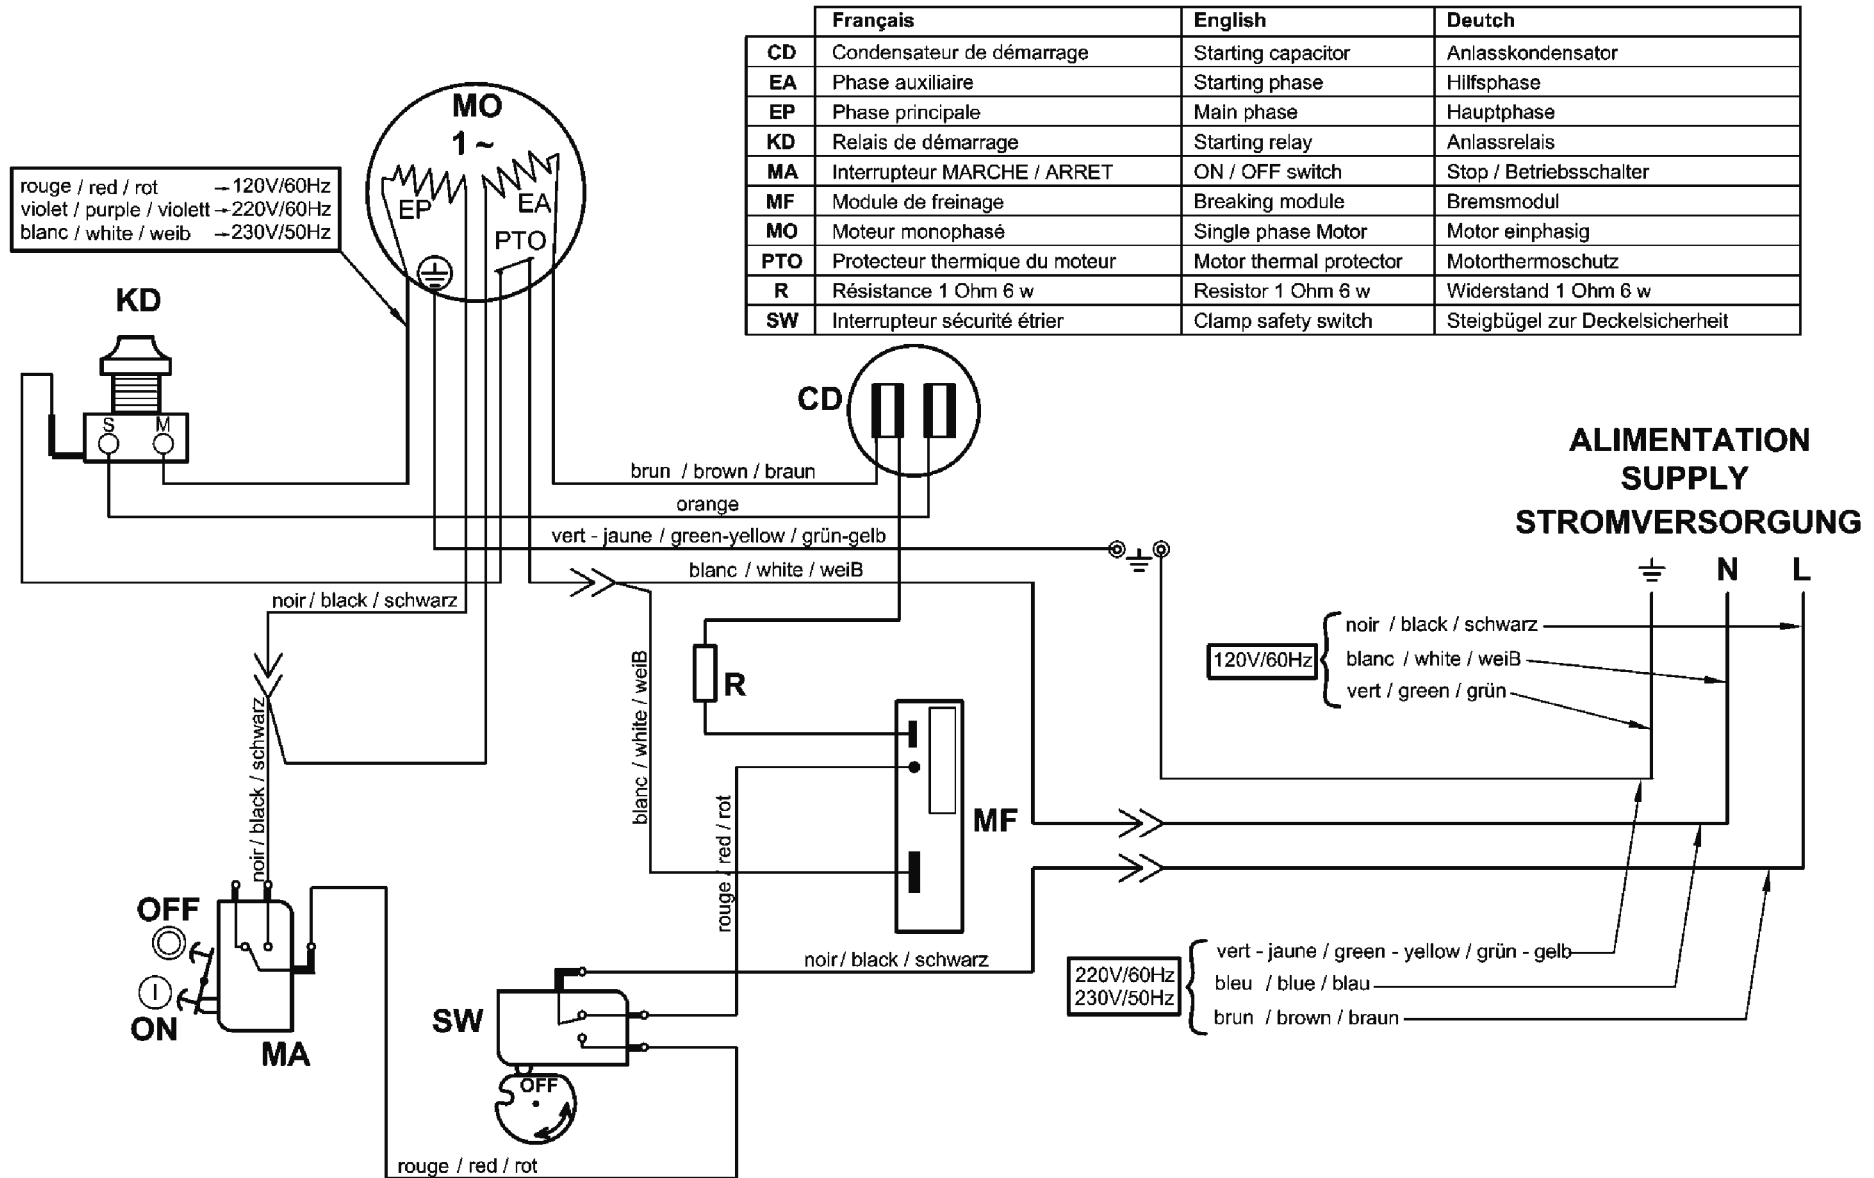 Français English Deutch
CD Condensateur de démarrage Starting capacitor Anlasskondensator
EA Phase auxiliaire Starting phase Hilfsphase
EP Phase principale Main phase Hauptphase
KD Relais de démarrage Starting relay Anlassrelais
MA Interrupteur MARCHE / ARRET ON / OFF switch Stop / Betriebsschalter
MF Module de freinage Breaking module Bremsmodul
MO Moteur monophasé Single phase Motor Motor einphasig
PTO Protecteur thermique du moteur Motor thermal protector Motorthermoschutz
R Résistance 1 Ohm 6 w Resistor 1 Ohm 6 w Widerstand 1 Ohm 6 w
SW Interrupteur sécurité étrier Clamp safety switch Steigbügel zur Deckelsicherheit
MO
1 ~
EP
EA
PTO
rouge / red / rot → 120V/60Hz
violet / purple / violett → 220V/60Hz
blanc / white / weib → 230V/50Hz
KD
S M
CD
brun / brown / braun
orange
vert - jaune / green-yellow / grün-gelb
blanc / white / weiB
noir / black / schwarz
ALIMENTATION
SUPPLY
STROMVERSORGUNG
N L
120V/60Hz
noir / black / schwarz
blanc / white / weiB
vert / green / grün
R
blanc / white / weiB
noir / black / schwarz
rouge / red / rot
MF
OFF
I
ON
MA
noir / black / schwarz
SW
OFF
220V/60Hz
230V/50Hz
vert - jaune / green - yellow / grün - gelb
bleu / blue / blau
brun / brown / braun
rouge / red / rot